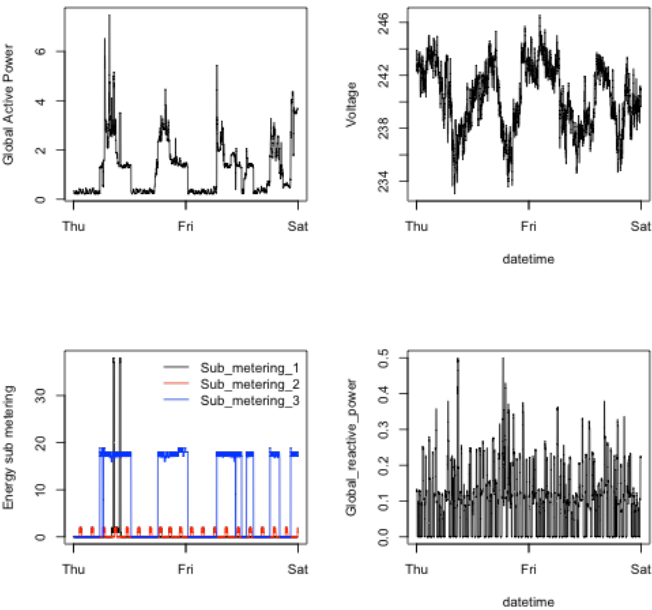 Global Active Power
6
4
2
0
Thu Fri Sat
Voltage
246
242
238
234
Thu Fri Sat
datetime
Energy sub metering
30
20
10
0
Sub_metering_1
Sub_metering_2
Sub_metering_3
Thu Fri Sat
Global_reactive_power
0.5
0.4
0.3
0.2
0.1
0.0
Thu Fri Sat
datetime